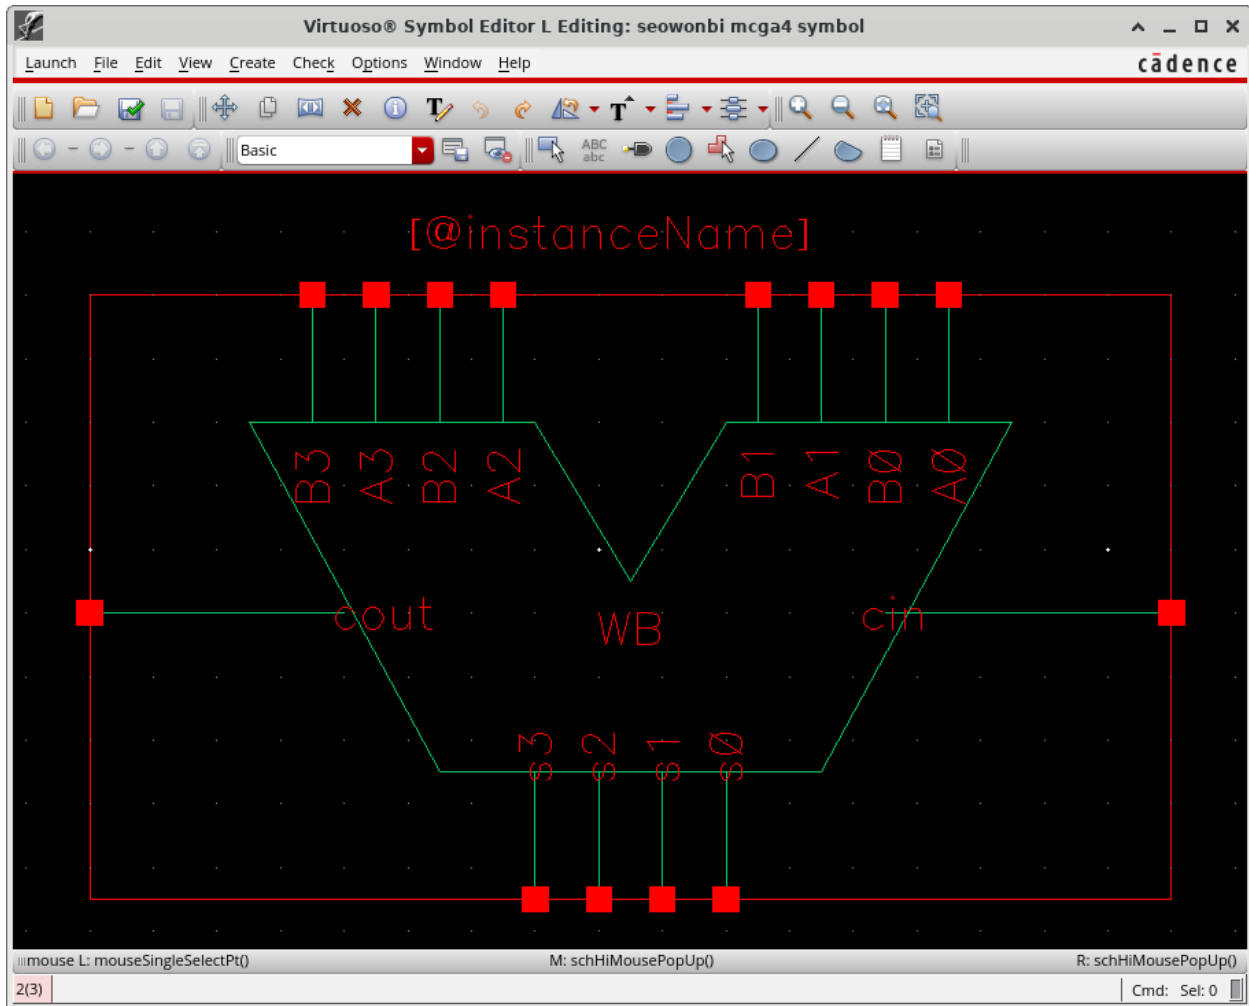 Virtuoso® Symbol Editor L Editing: seowonbi mcga4 symbol
Launch File Edit View Create Check Options Window Help
cādence
T T
Basic
ABC
abc
[@instanceName]
B3 A3 B2 A2 B1 A1 B0 A0
cout WB cin
s3 s2 s1 s0
mouse L: mouseSingleSelectPt() M: schHiMousePopUp() R: schHiMousePopUp()
2(3) Cmd: Sel: 0